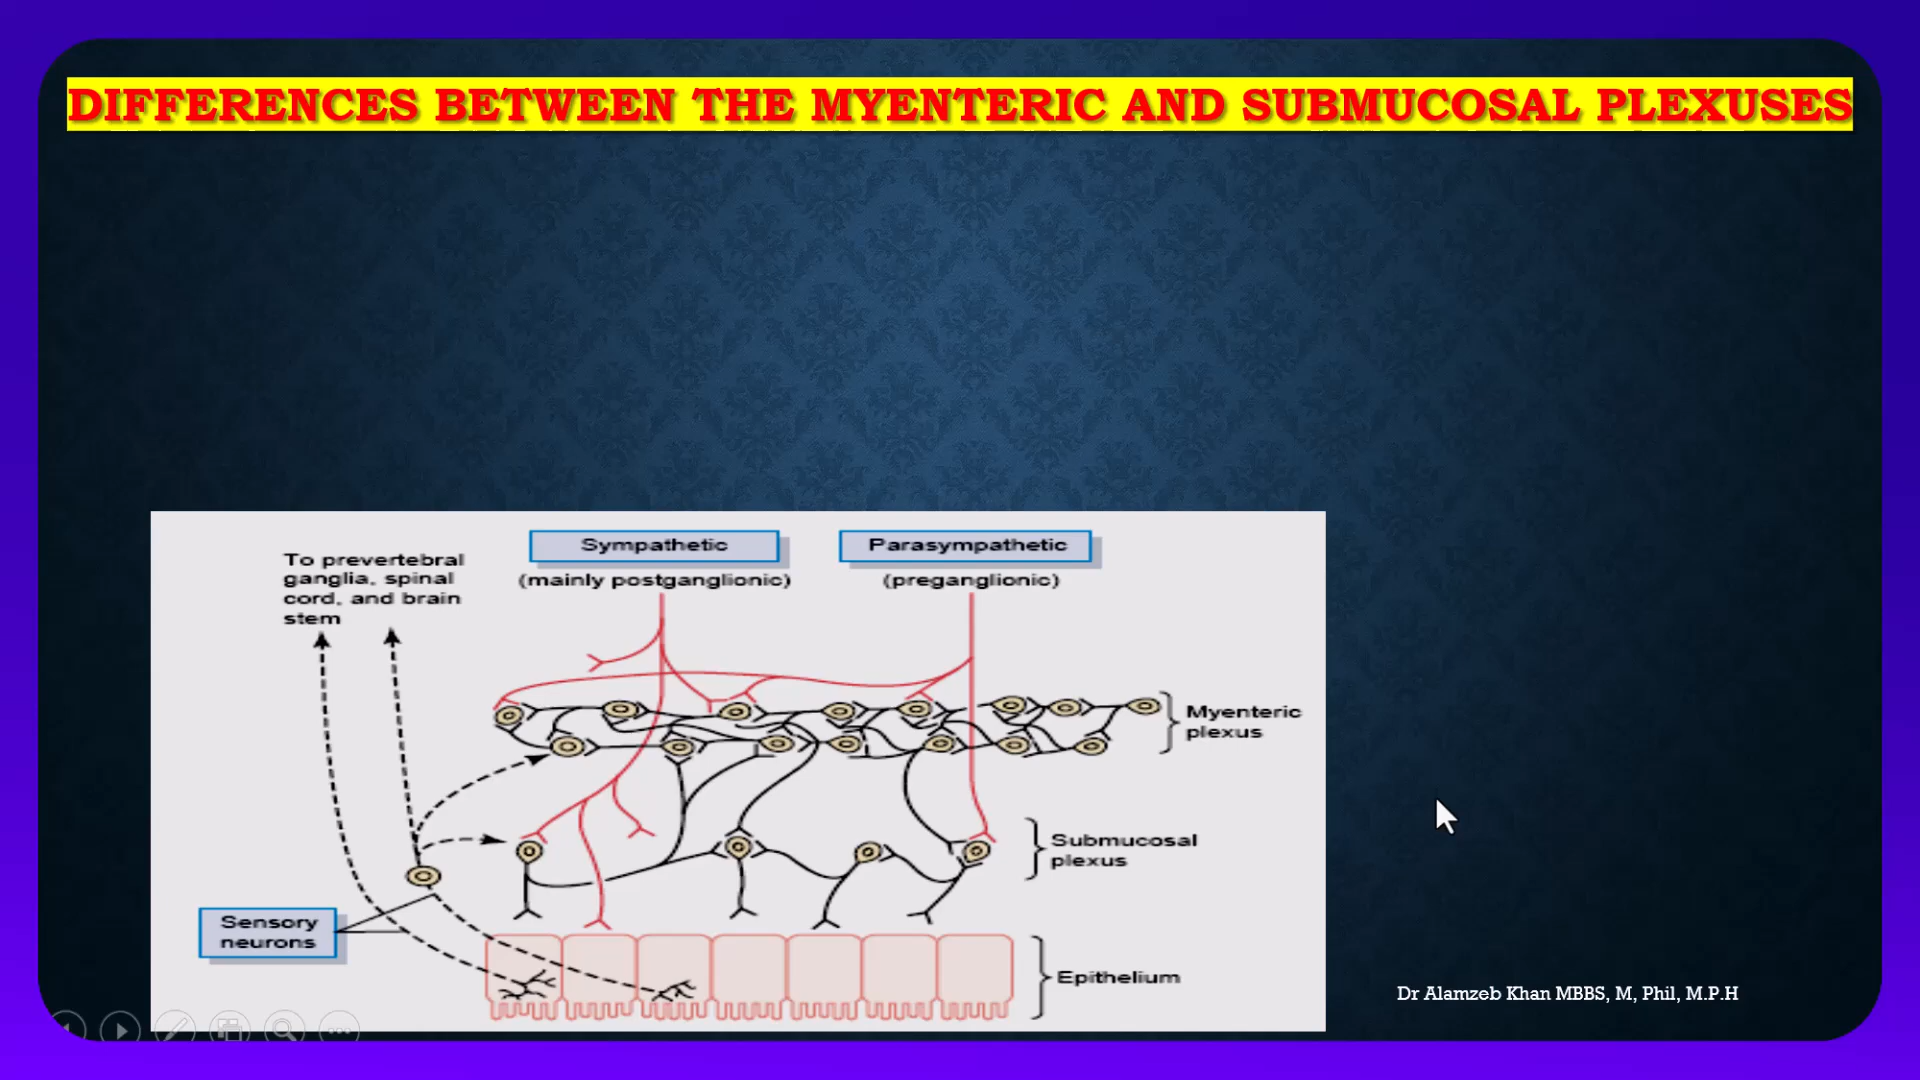 DIFFERENCES BETWEEN THE MYENTERIC AND SUBMUCOSAL PLEXUSES
To prevertebral
ganglia, spinal
cord, and brain
stem
Sympathetic
(mainly postganglionic)
Parasympathetic
(preganglionic)
Myenteric
plexus
Submucosal
plexus
Sensory
neurons
Epithelium
Dr Alamzeb Khan MBBS, M, Phil, M.P.H